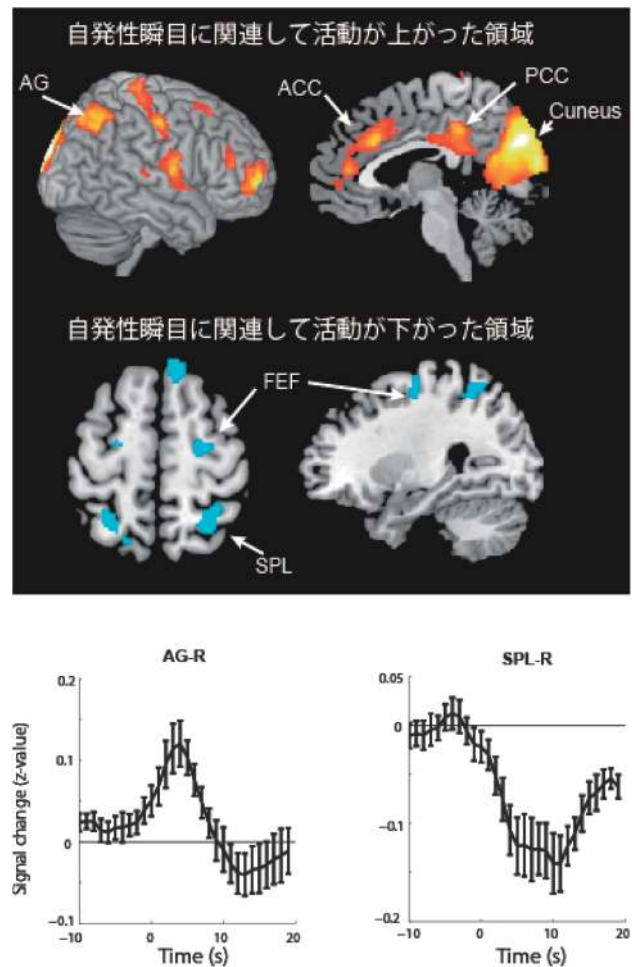 自発性瞬目に関連して活動が上がった領域
AG
ACC
PCC
Cuneus
自発性瞬目に関連して活動が下がった領域
FEF
SPL
AG-R
Signal change (z-value)
0.2
0.1
0
−0.1
−10
0
10
20
Time (s)
SPL-R
0.05
0
−0.1
−0.2
−10
0
10
20
Time (s)